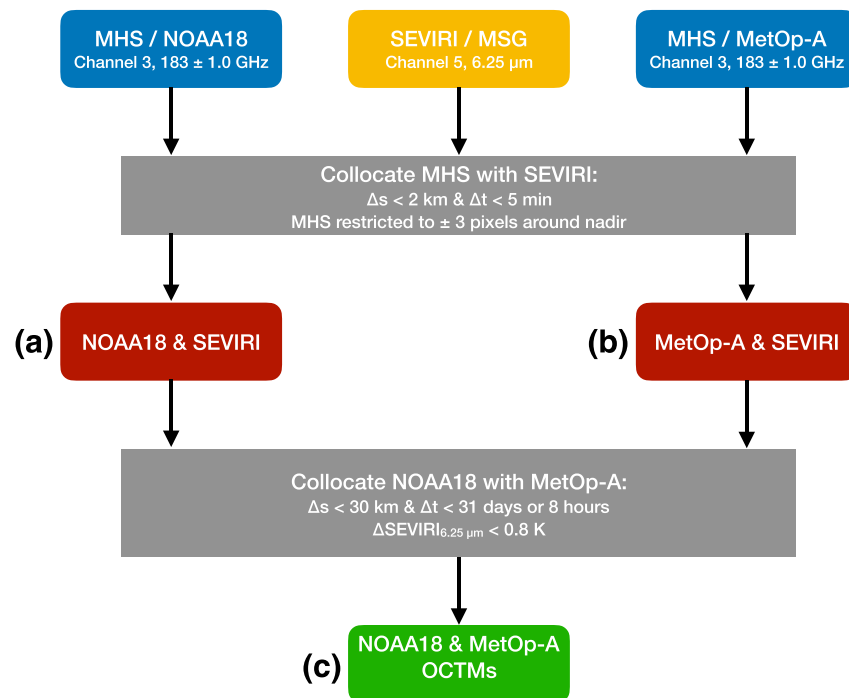 MHS / NOAA18
Channel 3, 183 ± 1.0 GHz
SEVIRI / MSG
Channel 5, 6.25 µm
MHS / MetOp-A
Channel 3, 183 ± 1.0 GHz
Collocate MHS with SEVIRI:
Δs < 2 km & Δt < 5 min
MHS restricted to ± 3 pixels around nadir
(a)
NOAA18 & SEVIRI
(b)
MetOp-A & SEVIRI
Collocate NOAA18 with MetOp-A:
Δs < 30 km & Δt < 31 days or 8 hours
ΔSEVIRI6.25 µm < 0.8 K
(c)
NOAA18 & MetOp-A
OCTMs